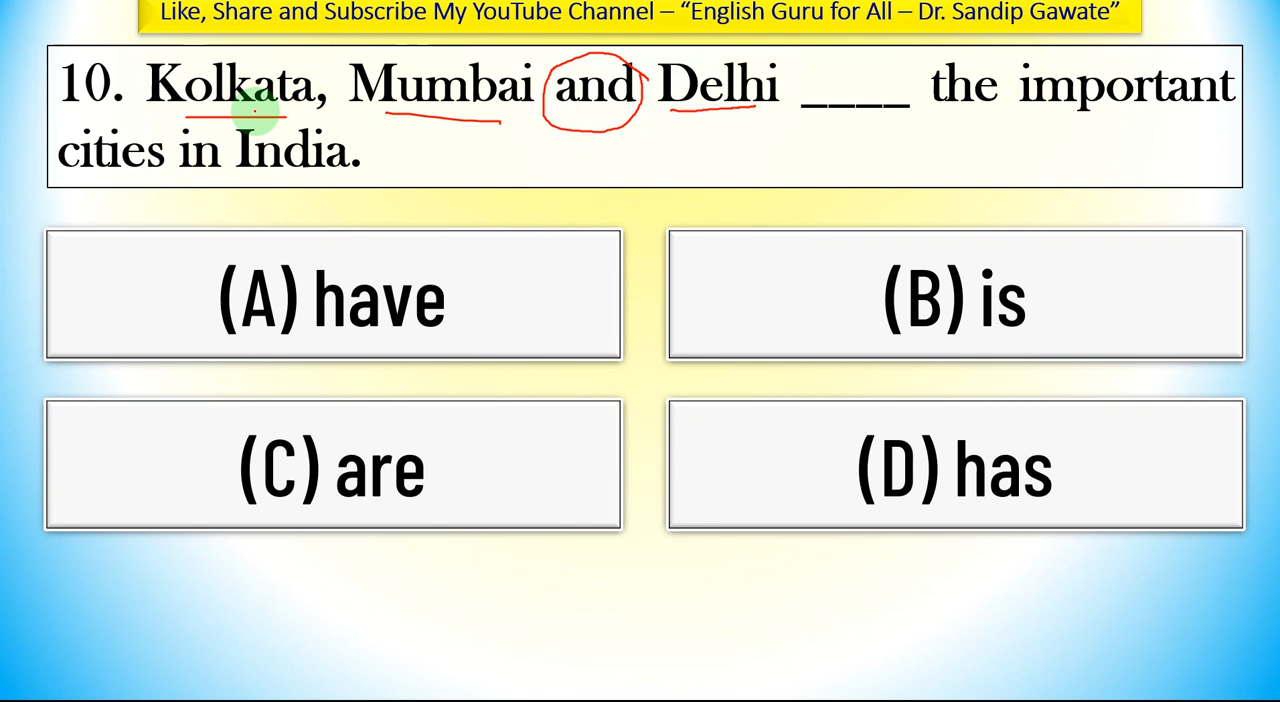 Like, Share and Subscribe My YouTube Channel – “English Guru for All – Dr. Sandip Gawate”
10. Kolkata, Mumbai and Delhi ____ the important
cities in India.
(A) have
(B) is
(C) are
(D) has